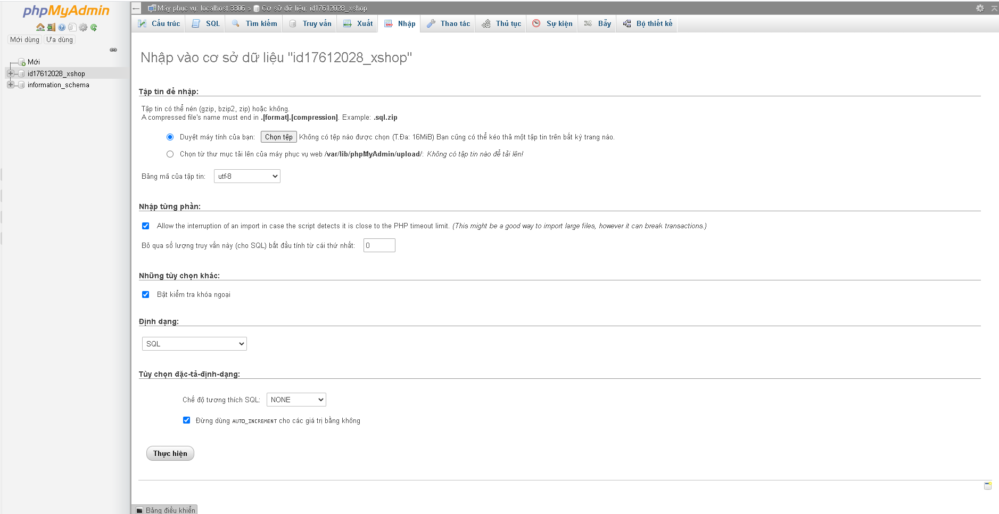 phpMyAdmin
Mới dùng Ưa dùng
Mới
id17612028_xshop
information_schema
Máy phục vụ: localhost:3306 » Cơ sở dữ liệu: id17612028_xshop
Cấu trúc SQL Tìm kiếm Truy vấn Xuất Nhập Thao tác Thủ tục Sự kiện Bẫy Bộ thiết kế
Nhập vào cơ sở dữ liệu "id17612028_xshop"
Tập tin để nhập:
Tập tin có thể nén (gzip, bzip2, zip) hoặc không.
A compressed file's name must end in .[format].[compression]. Example: .sql.zip
Duyệt máy tính của bạn: Chọn tệp Không có tệp nào được chọn (T.Đa: 16MiB) Bạn cũng có thể kéo thả một tập tin trên bất kỳ trang nào.
Chọn từ thư mục tải lên của máy phục vụ web /var/lib/phpMyAdmin/upload/: Không có tập tin nào để tải lên!
Bảng mã của tập tin: utf-8
Nhập từng phần:
Allow the interruption of an import in case the script detects it is close to the PHP timeout limit. (This might be a good way to import large files, however it can break transactions.)
Bỏ qua số lượng truy vấn này (cho SQL) bắt đầu tính từ cái thứ nhất: 0
Những tùy chọn khác:
Bật kiểm tra khóa ngoại
Định dạng:
SQL
Tùy chọn đặc-tả-định-dạng:
Chế độ tương thích SQL: NONE
Đừng dùng AUTO_INCREMENT cho các giá trị bằng không
Thực hiện
Bảng điều khiển